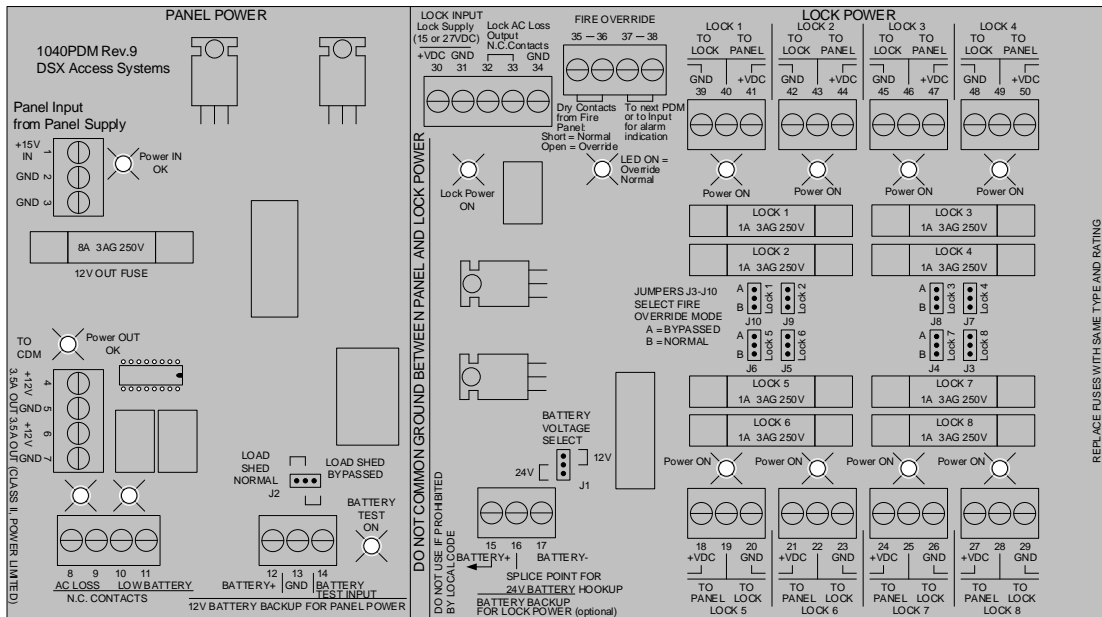 PANEL POWER
1040PDM Rev.9
DSX Access Systems
Panel Input
from Panel Supply
+15V
IN
1
GND
2
GND
3
Power IN
OK
8A 3AG 250V
12V OUT FUSE
TO
CDM
Power OUT
OK
+12V
4
GND
5
+12V
6
GND
7
3.5A OUT 3.5A OUT (CLASS II, POWER LIMITED)
8 9 10 11
AC LOSS LOW BATTERY
N.C. CONTACTS
LOAD
SHED
NORMAL
J2
LOAD SHED
BYPASSED
BATTERY
TEST
ON
12 13 14
BATTERY+ GND BATTERY
TEST INPUT
12V BATTERY BACKUP FOR PANEL POWER
DO NOT COMMON GROUND BETWEEN PANEL AND LOCK POWER
LOCK POWER
LOCK INPUT
Lock Supply
(15 or 27VDC)
+VDC GND
30 31
Lock AC Loss
Output
N.C.Contacts
GND
32 33 34
FIRE OVERRIDE
35 — 36 37 — 38
Dry Contacts
from Fire
Panel:
Short = Normal
Open = Override
To next PDM
or to Input
for alarm
indication
LED ON =
Override
Normal
Lock Power
ON
LOCK 1 LOCK 2 LOCK 3 LOCK 4
TO LOCK TO PANEL TO LOCK TO PANEL TO LOCK TO PANEL TO LOCK TO PANEL
GND +VDC GND +VDC GND +VDC GND +VDC
39 40 41 42 43 44 45 46 47 48 49 50
Power ON Power ON Power ON Power ON
LOCK 1
1A 3AG 250V
LOCK 3
1A 3AG 250V
LOCK 2
1A 3AG 250V
LOCK 4
1A 3AG 250V
JUMPERS J3-J10
SELECT FIRE
OVERRIDE MODE
A = BYPASSED
B = NORMAL
A
B
J10
Lock 1
J9
Lock 2
A
B
J8
Lock 3
J7
Lock 4
A
B
J6
Lock 5
J5
Lock 6
A
B
J4
Lock 7
J3
Lock 8
LOCK 5
1A 3AG 250V
LOCK 7
1A 3AG 250V
LOCK 6
1A 3AG 250V
LOCK 8
1A 3AG 250V
Power ON Power ON Power ON Power ON
BATTERY
VOLTAGE
SELECT
24V
12V
J1
DO NOT USE IF PROHIBITED
BY LOCAL CODE
15 16 17
BATTERY+ BATTERY-
SPLICE POINT FOR
24V BATTERY HOOKUP
BATTERY BACKUP
FOR LOCK POWER (optional)
18 19 20 21 22 23 24 25 26 27 28 29
+VDC GND +VDC GND +VDC GND +VDC GND
TO PANEL TO LOCK TO PANEL TO LOCK TO PANEL TO LOCK TO PANEL TO LOCK
LOCK 5 LOCK 6 LOCK 7 LOCK 8
REPLACE FUSES WITH SAME TYPE AND RATING